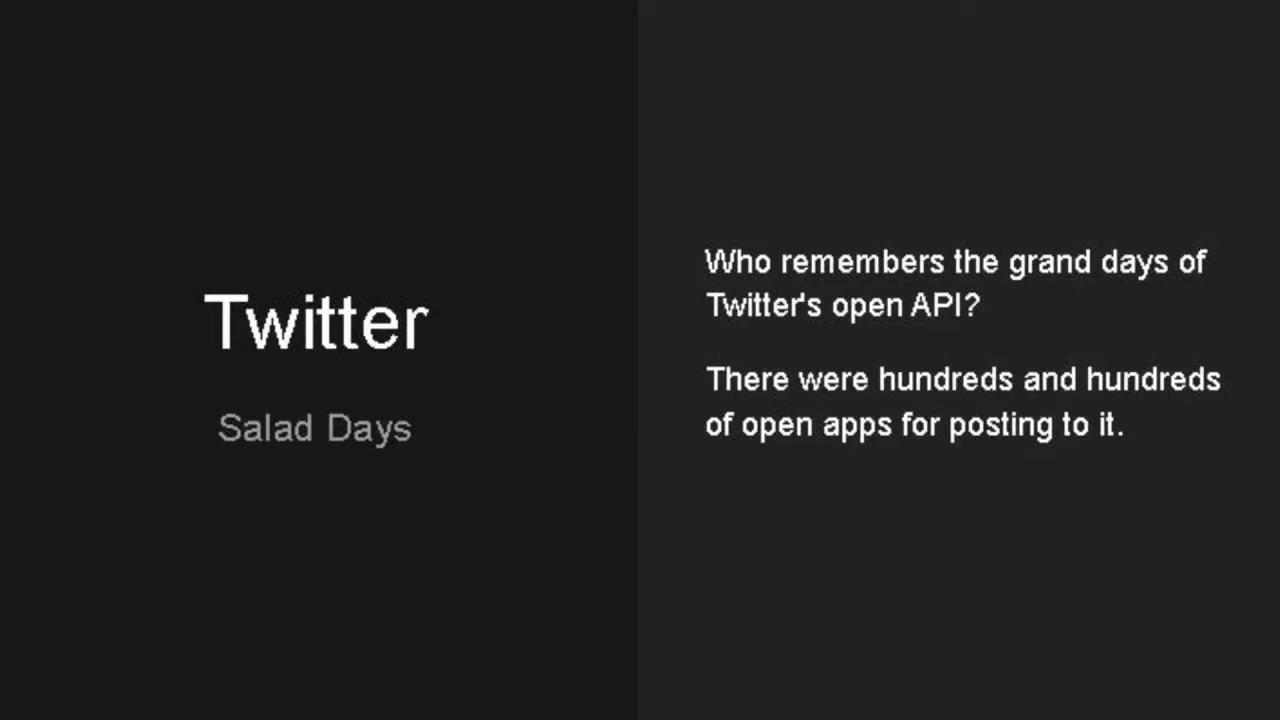 Twitter
Salad Days
Who remembers the grand days of
Twitter's open API?
There were hundreds and hundreds
of open apps for posting to it.